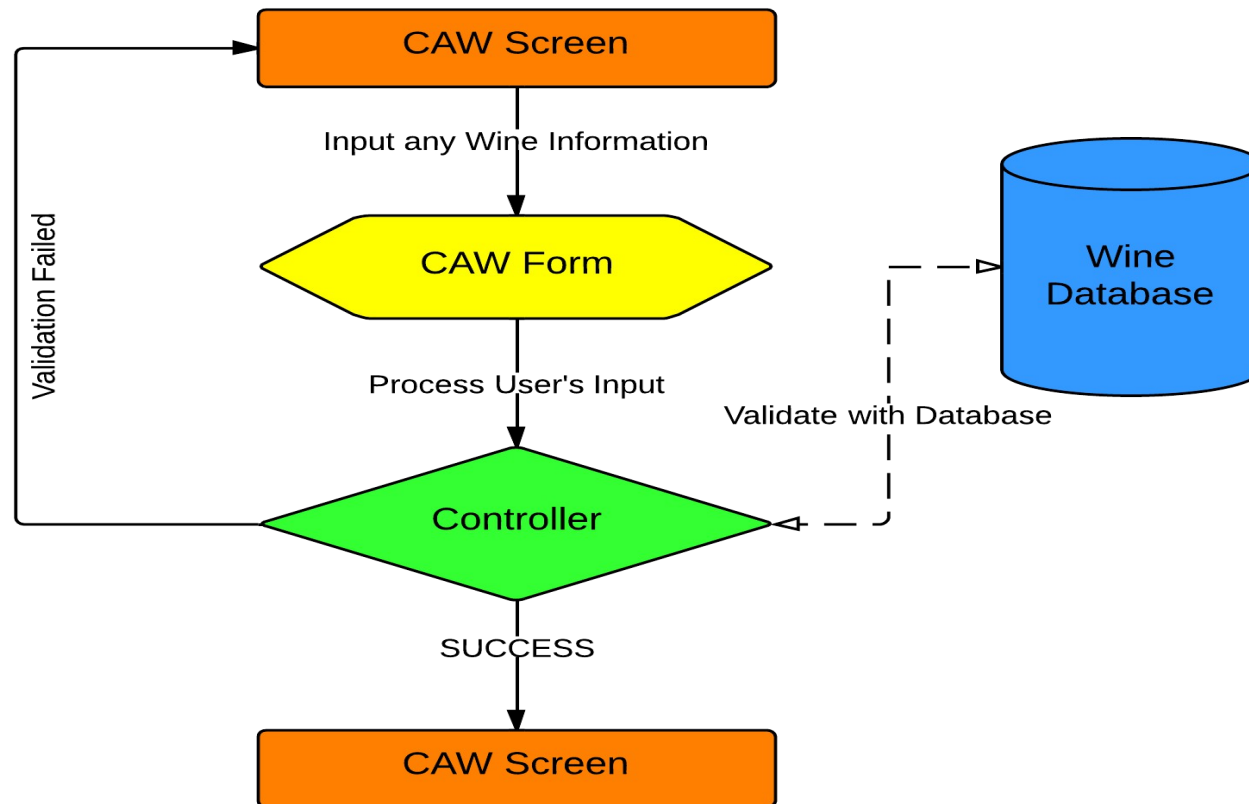 CAW Screen
Input any Wine Information
CAW Form
Wine
Database
Validation Failed
Process User's Input
Validate with Database
Controller
SUCCESS
CAW Screen